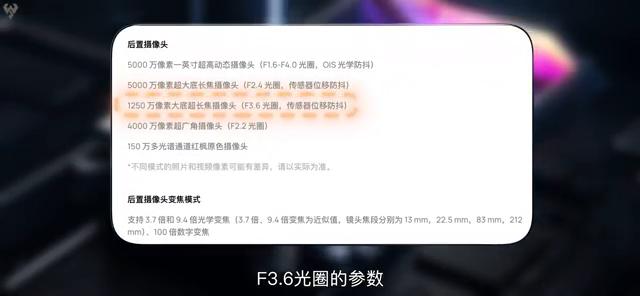 后置摄像头
5000 万像素一英寸超高动态摄像头（F1.6-F4.0 光圈，OIS 光学防抖）
5000 万像素超大底长焦摄像头（F2.4 光圈，传感器位移防抖）
1250 万像素大底超长焦摄像头（F3.6 光圈，传感器位移防抖）
4000 万像素超广角摄像头（F2.2 光圈）
150 万多光谱通道红枫原色摄像头
*不同模式的照片和视频像素可能有差异，请以实际为准。
后置摄像头变焦模式
支持 3.7 倍和 9.4 倍光学变焦（3.7 倍、9.4 倍变焦为近似值，镜头焦段分别为 13 mm，22.5 mm，83 mm，212
mm）、100 倍数字变焦
F3.6光圈的参数